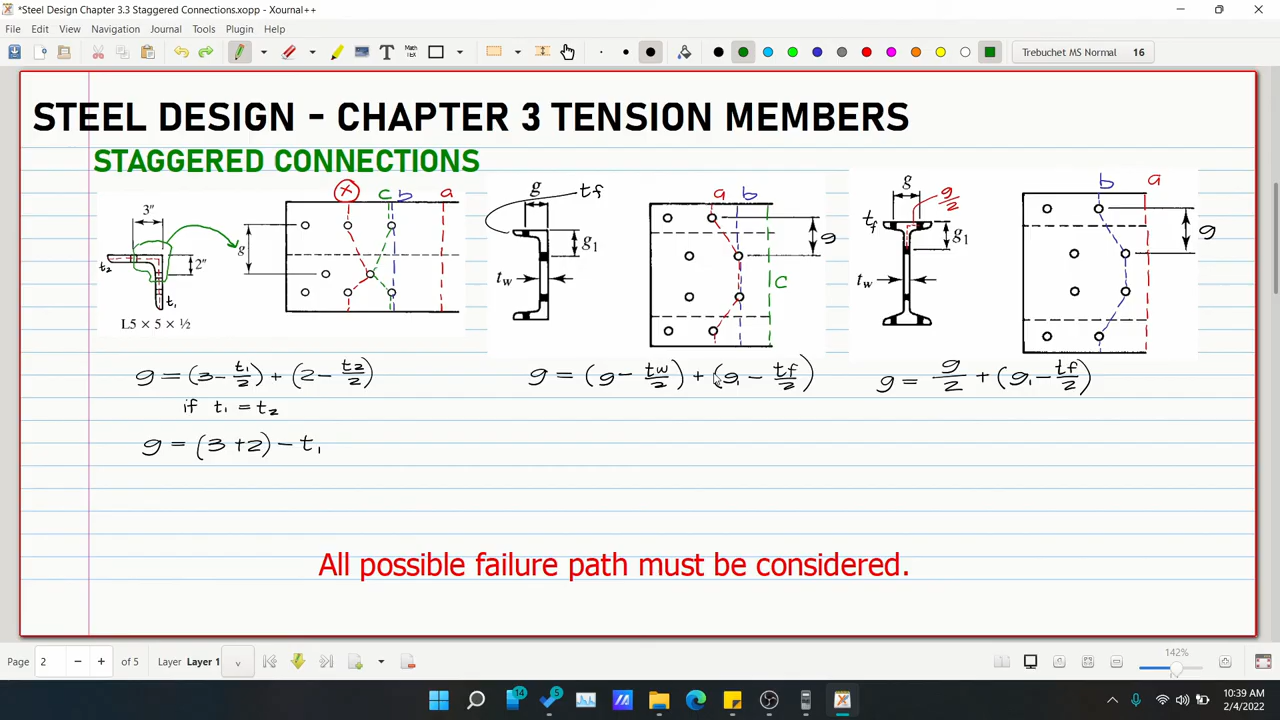 *Steel Design Chapter 3.3 Staggered Connections.xopp - Xournal++
File Edit View Navigation Journal Tools Plugin Help
Trebuchet MS Normal 16
STEEL DESIGN - CHAPTER 3 TENSION MEMBERS
STAGGERED CONNECTIONS
3" t2 2" t1 L5 × 5 × ½
g x c b a
g tf g1 tw
a b g c
g g/2 tf g1 tw
b a g
g = (3 - t1/2) + (2 - t2/2)
if t1 = t2
g = (3+2) - t1
g = (g - tw/2) + (g1 - tf/2)
g = g/2 + (g1 - tf/2)
All possible failure path must be considered.
Page 2 of 5 Layer Layer 1 142%
14 5
10:39 AM
2/4/2022